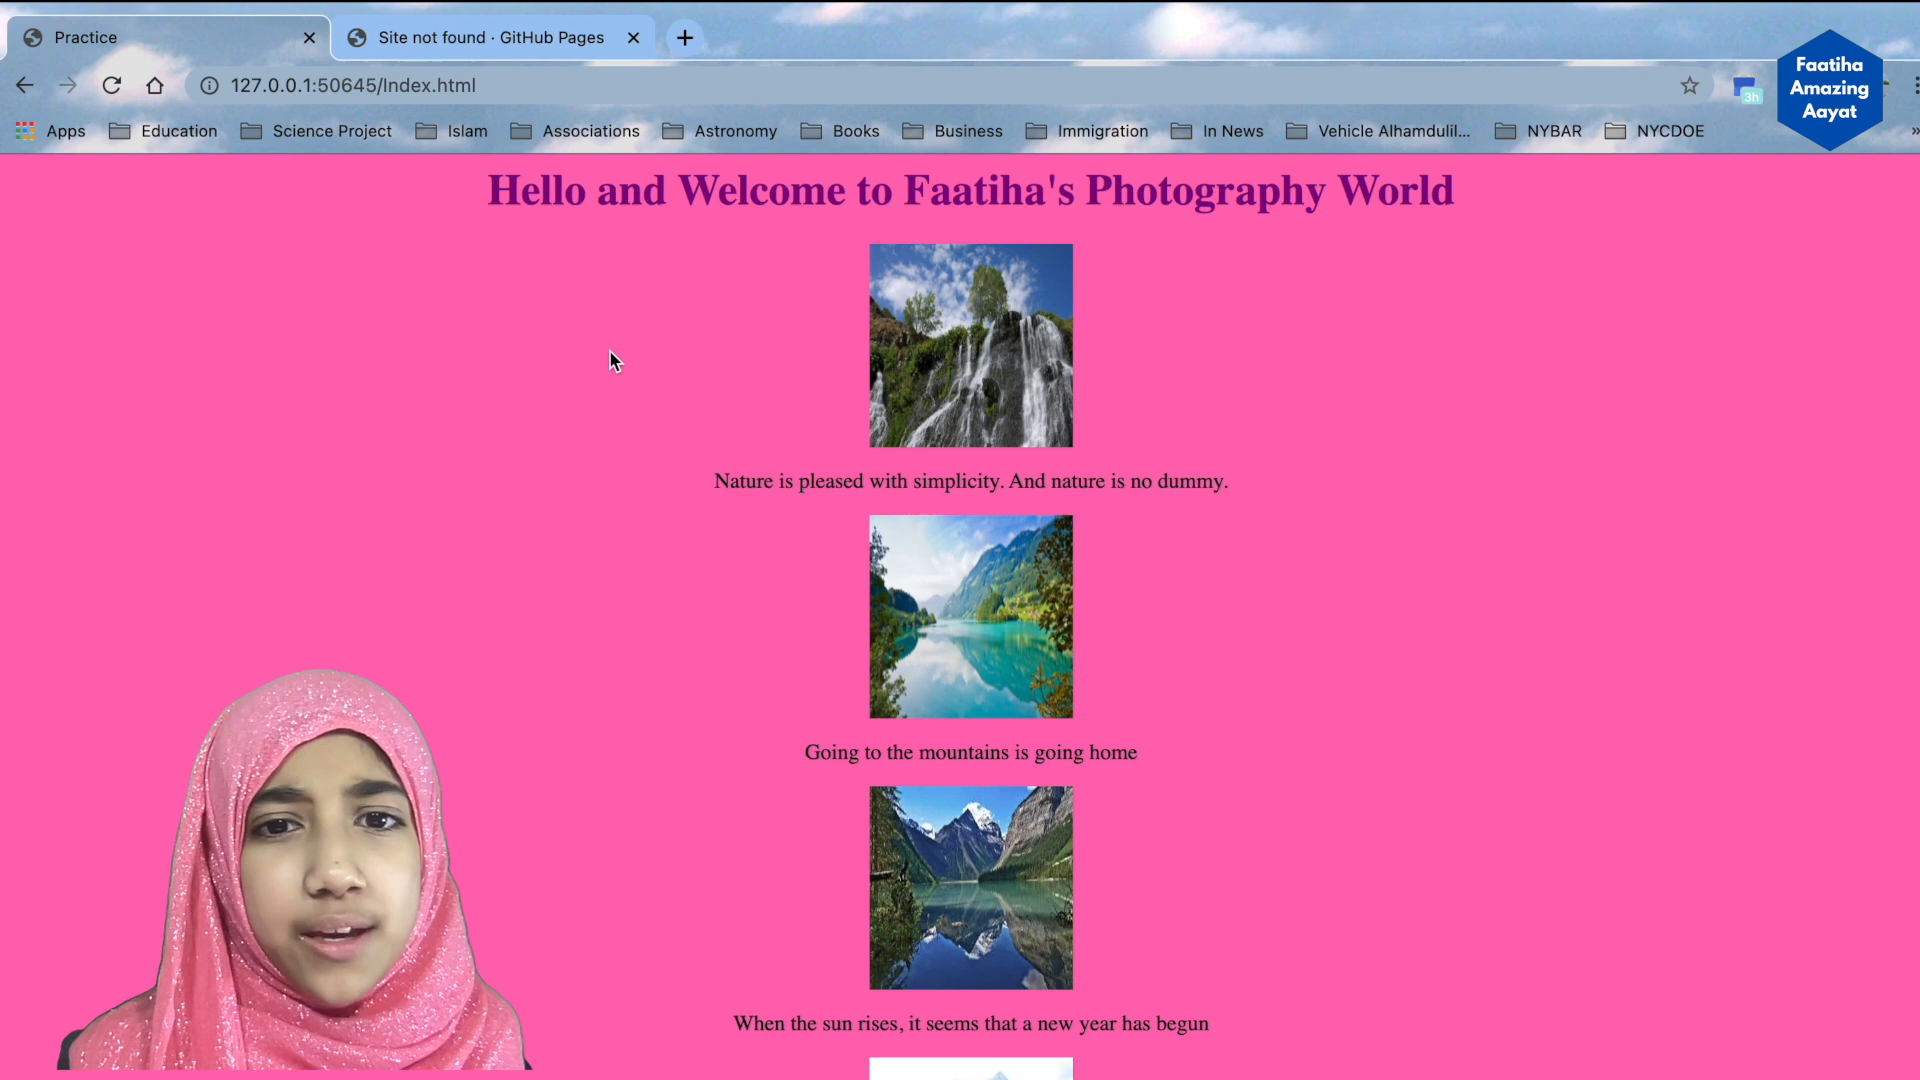 Practice
Site not found · GitHub Pages
127.0.0.1:50645/Index.html
3h
Faatiha
Amazing
Aayat
Apps
Education
Science Project
Islam
Associations
Astronomy
Books
Business
Immigration
In News
Vehicle Alhamdulil...
NYBAR
NYCDOE
Hello and Welcome to Faatiha's Photography World
Nature is pleased with simplicity. And nature is no dummy.
Going to the mountains is going home
When the sun rises, it seems that a new year has begun